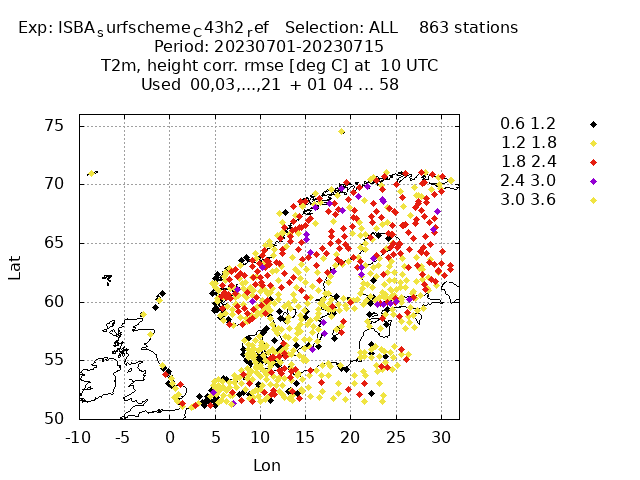 Exp: ISBAsurfschemeC43h2ref   Selection: ALL    863 stations
Period: 20230701-20230715
T2m, height corr. rmse [deg C] at  10 UTC
Used  00,03,...,21  + 01 04 ... 58
0.6 1.2
1.2 1.8
1.8 2.4
2.4 3.0
3.0 3.6
75
70
65
60
55
50
Lat
-10 -5 0 5 10 15 20 25 30
Lon